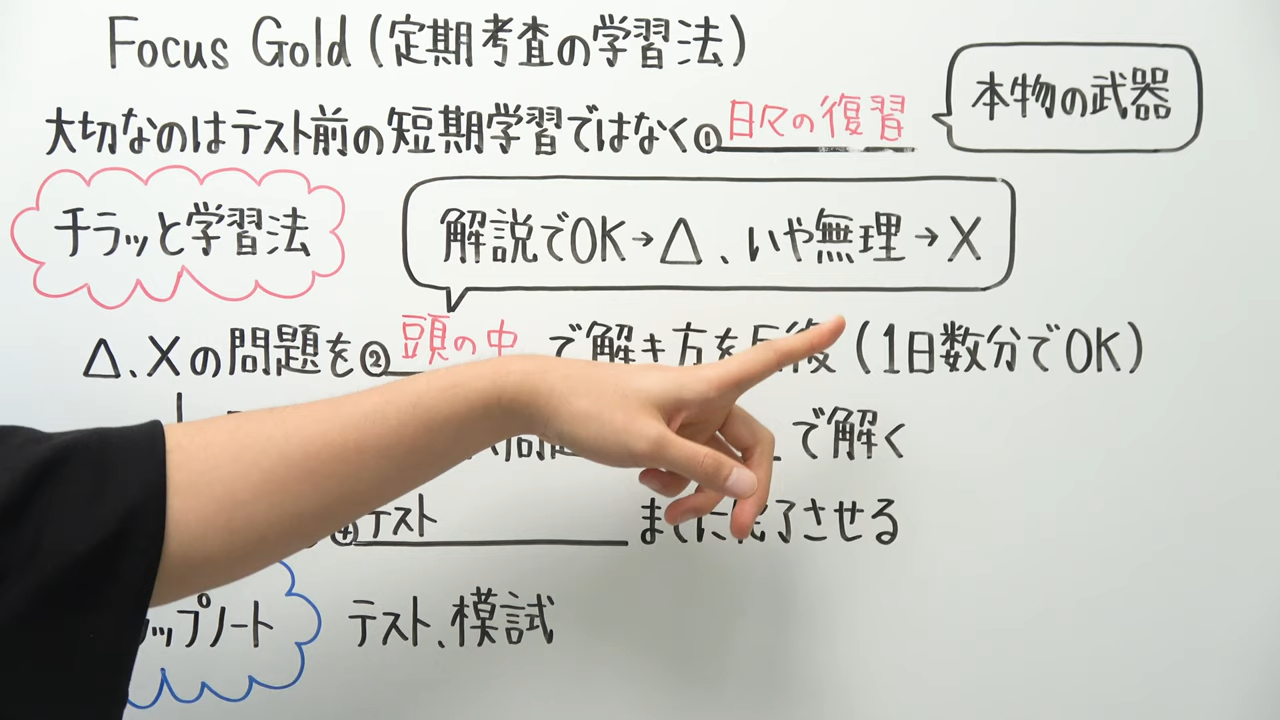 Focus Gold (定期考査の学習法)
本物の武器
大切なのはテスト前の短期学習ではなく①日々の復習
チラッと学習法
解説でOK→△、いや無理→X
△、Xの問題を②頭の中で解き方を反復(1日数分でOK)
で解く
④テスト までに完了させる
ップノート
テスト、模試